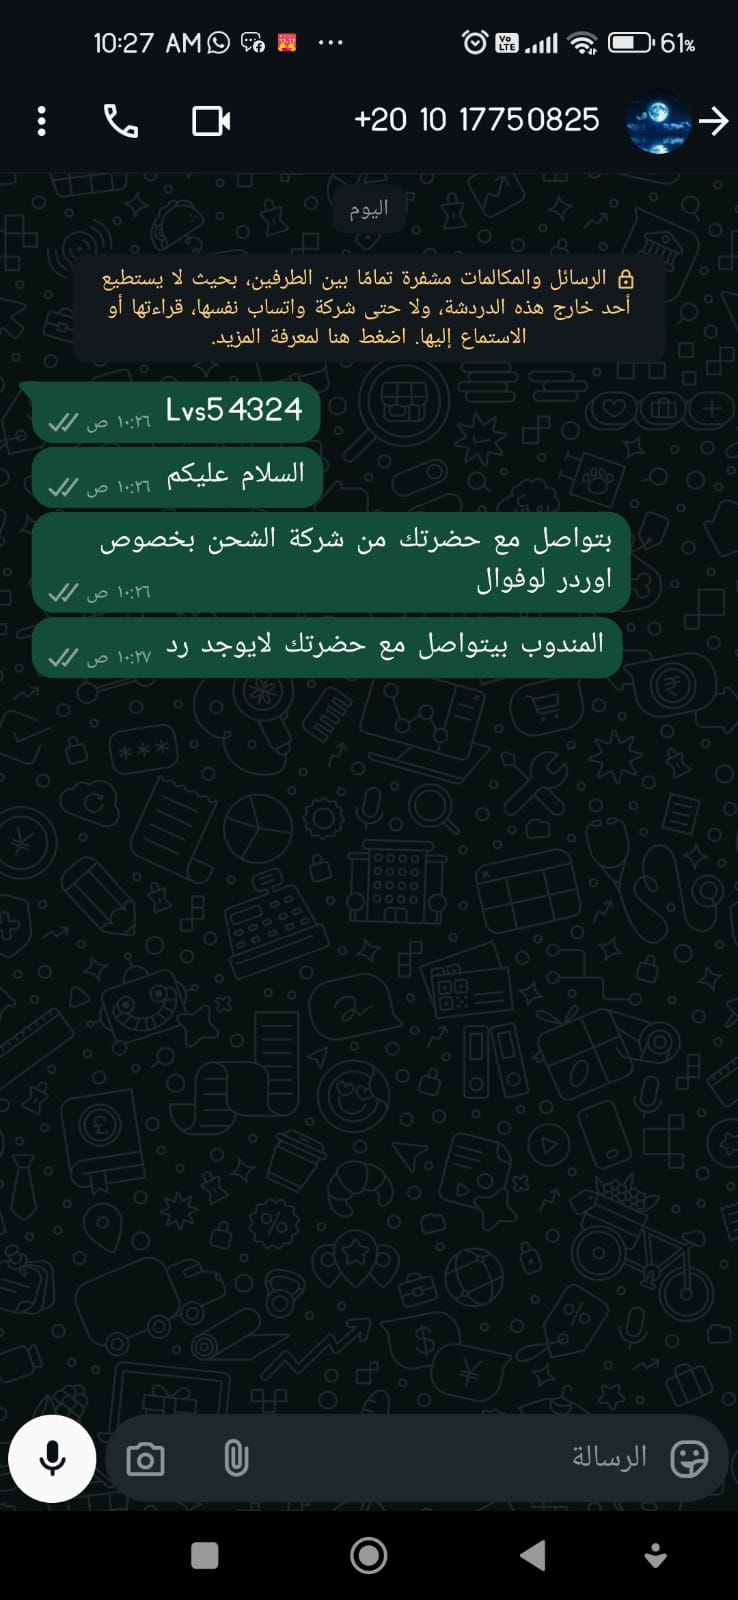 10:27 AM
61%
+20 10 17750825
اليوم
الرسائل والمكالمات مشفرة تمامًا بين الطرفين، بحيث لا يستطيع
أحد خارج هذه الدردشة، ولا حتى شركة واتساب نفسها، قراءتها أو
الاستماع إليها. اضغط هنا لمعرفة المزيد.
Lvs54324
١٠:٢٦ ص
السلام عليكم
١٠:٢٦ ص
بتواصل مع حضرتك من شركة الشحن بخصوص
اوردر لوفوال
١٠:٢٦ ص
المندوب بيتواصل مع حضرتك لايوجد رد
١٠:٢٧ ص
الرسالة